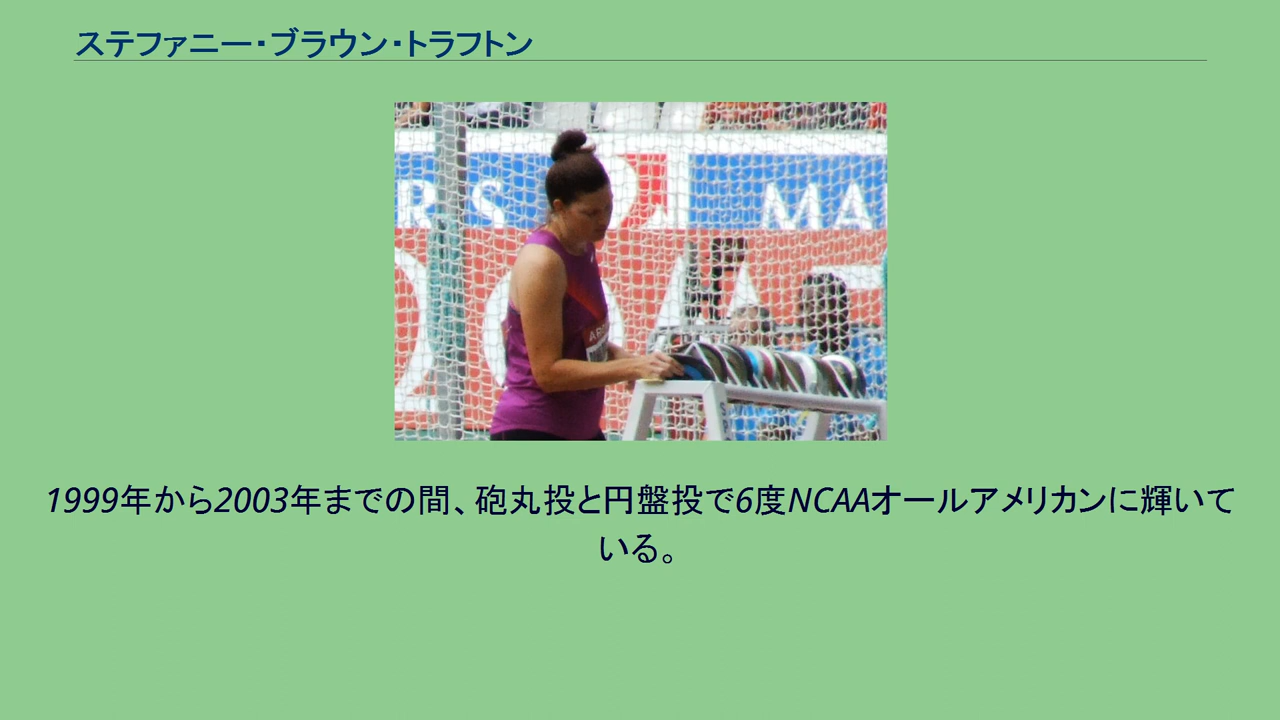 ステファニー・ブラウン・トラフトン
RS
MA
1999年から2003年までの間、砲丸投と円盤投で6度NCAAオールアメリカンに輝いて
いる。